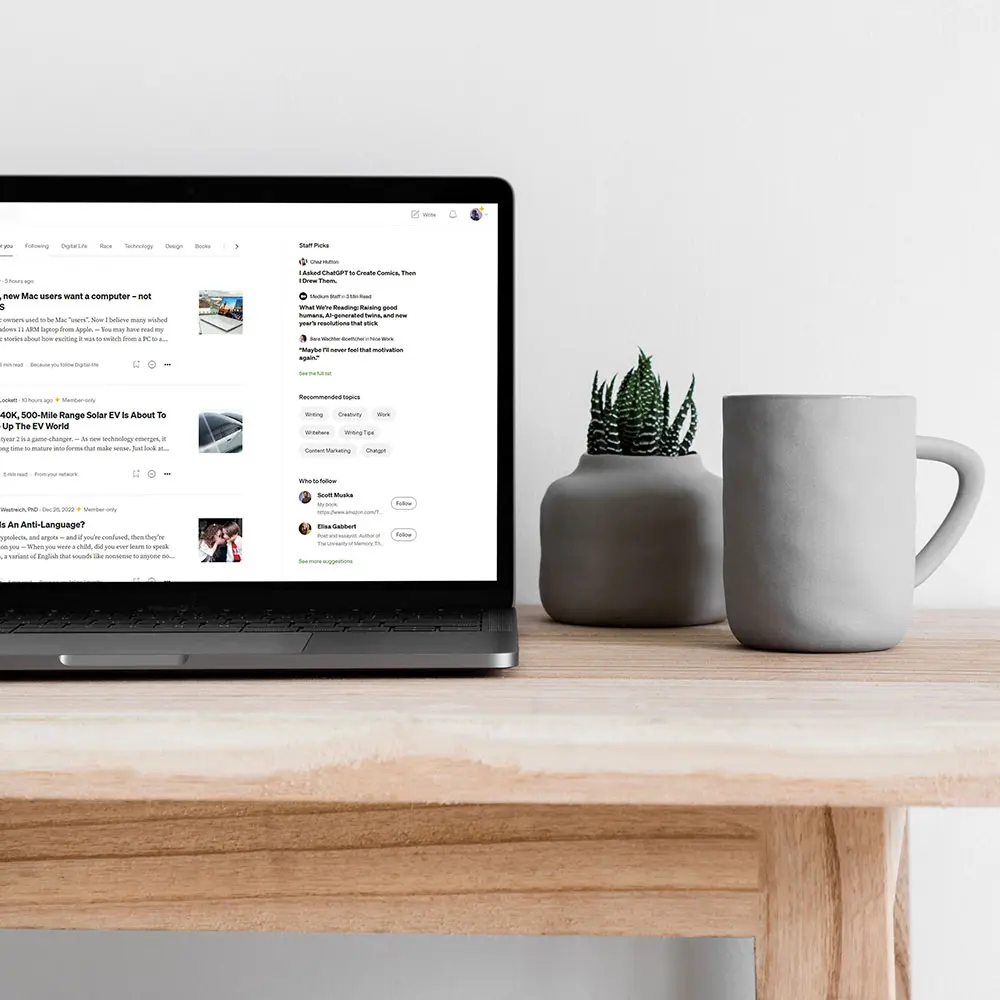 Write
r you Following Digital Life Race Technology Design Books
5 hours ago
, new Mac users want a computer – not
S
c owners used to be Mac "users". Now I believe many wished
ndows 11 ARM laptop from Apple. — You may have read my
c stories about how exciting it was to switch from a PC to a...
5 min read Because you follow Digital-life
Lockett · 10 hours ago Member-only
40K, 500-Mile Range Solar EV Is About To
Up The EV World
tyear 2 is a game-changer. — As new technology emerges, it
ong time to mature into forms that make sense. Just look at...
5 min read From your network
Westreich, PhD · Dec 26, 2022 Member-only
Is An Anti-Language?
ryptolects, and argots — and if you're confused, then they're
on you — When you were a child, did you ever learn to speak
, a variant of English that sounds like nonsense to anyone no...
Staff Picks
Chaz Hutton
I Asked ChatGPT to Create Comics, Then
I Drew Them.
Medium Staff in 3 Min Read
What We're Reading: Raising good
humans, AI-generated twins, and new
year's resolutions that stick
Sara Wachter-Boettcher in Nice Work
"Maybe I'll never feel that motivation
again."
See the full list
Recommended topics
Writing Creativity Work
Writehere Writing Tips
Content Marketing Chatgpt
Who to follow
Scott Muska
My book:
https://www.amazon.com/T...
Follow
Elisa Gabbert
Poet and essayist. Author of
The Unreality of Memory, Th...
Follow
See more suggestions